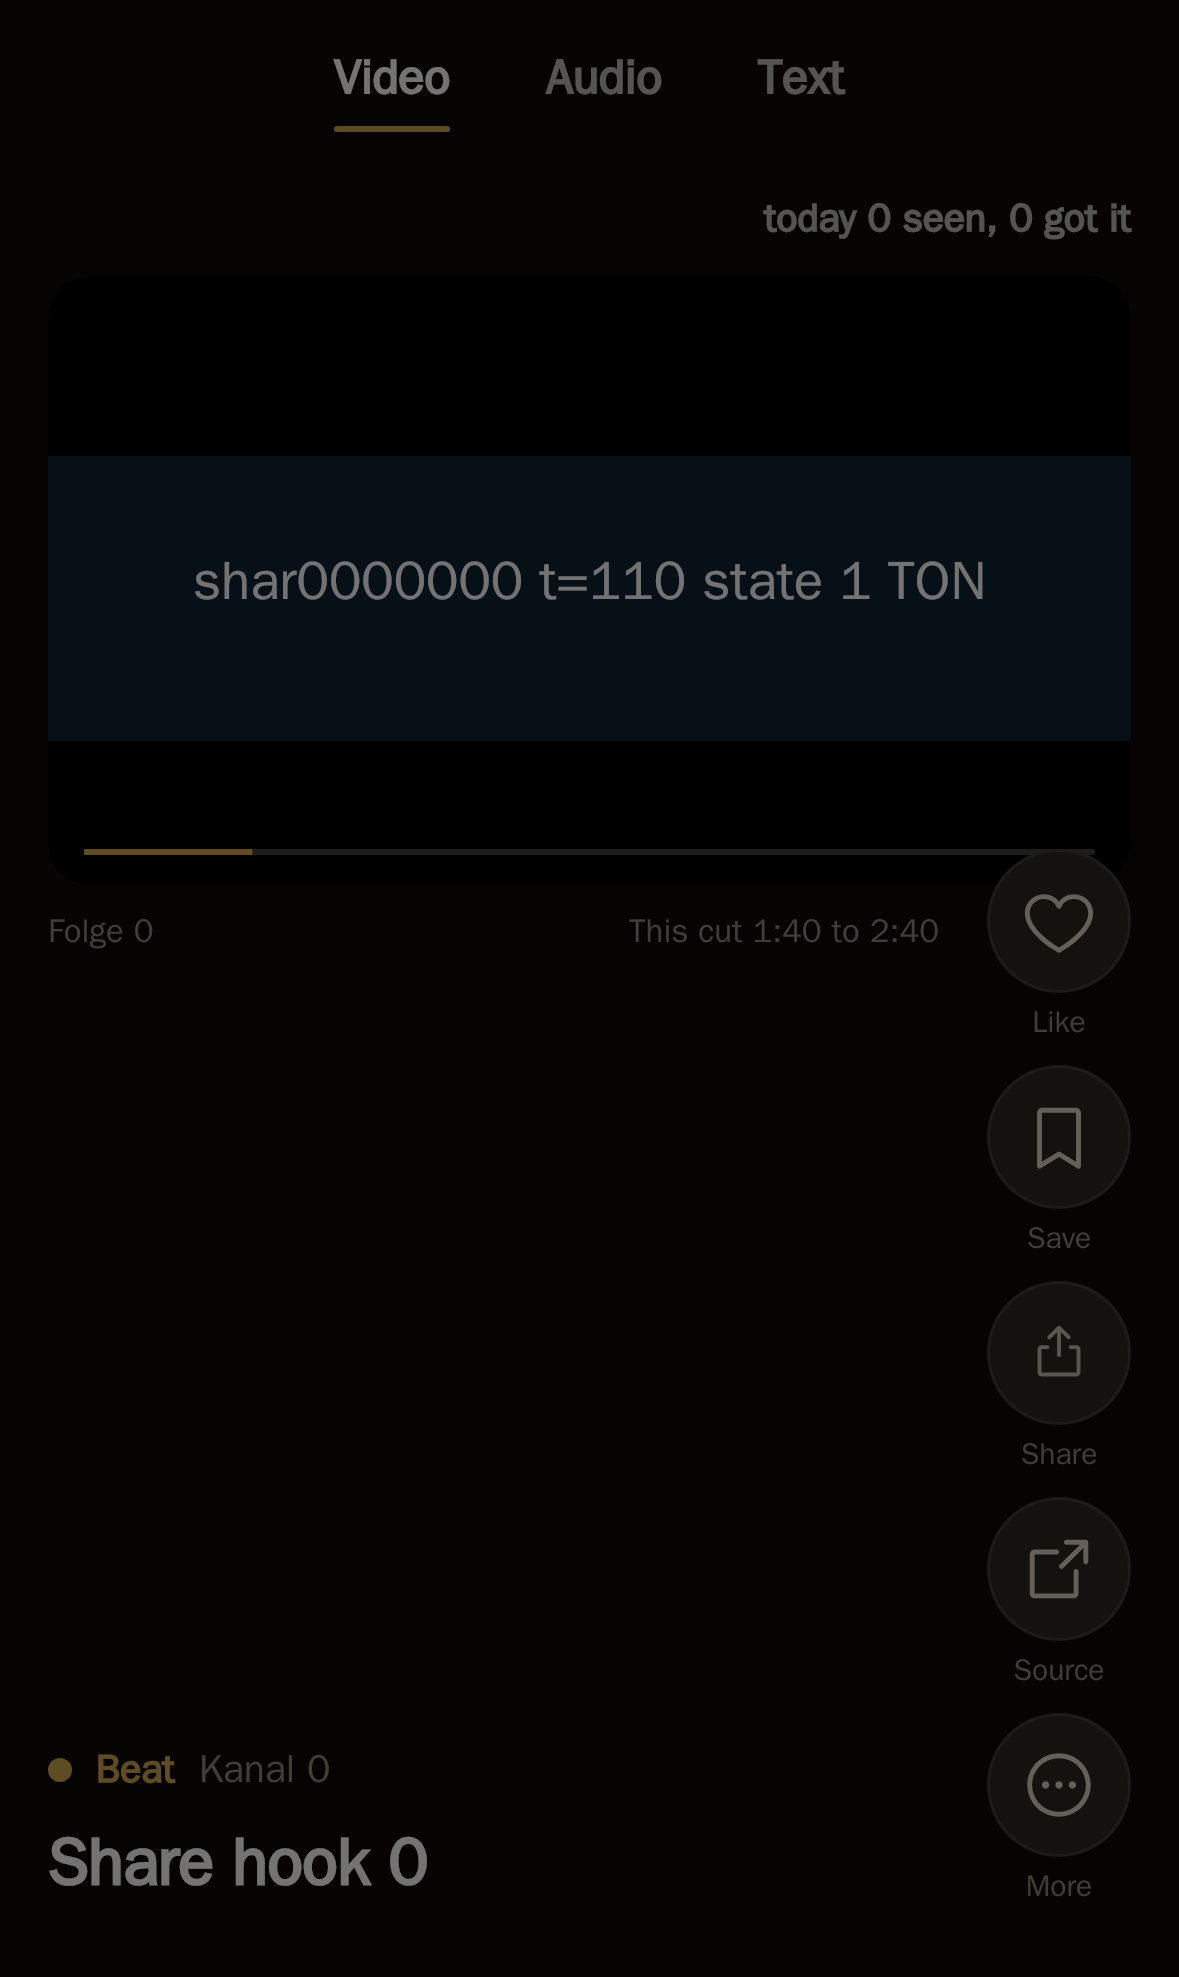 Video Audio Text
today 0 seen, 0 got it
shar0000000 t=110 state 1 TON
Folge 0
This cut 1:40 to 2:40
Like
Save
Share
Source
Beat Kanal 0
Share hook 0
More